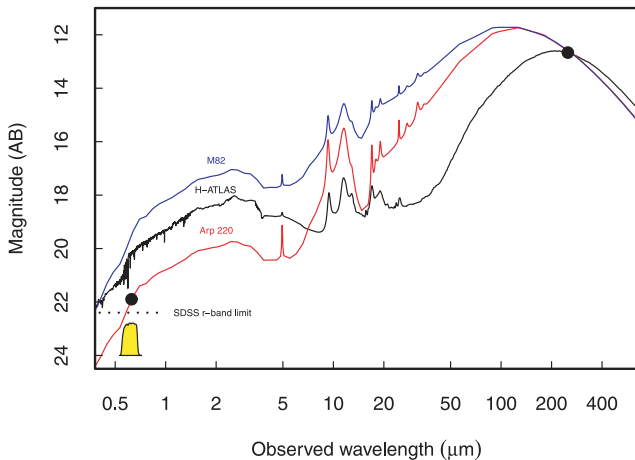 Magnitude (AB)
12
14
16
18
20
22
24
M82
H−ATLAS
Arp 220
SDSS r−band limit
0.5 1 2 5 10 20 50 100 200 400
Observed wavelength (μm)